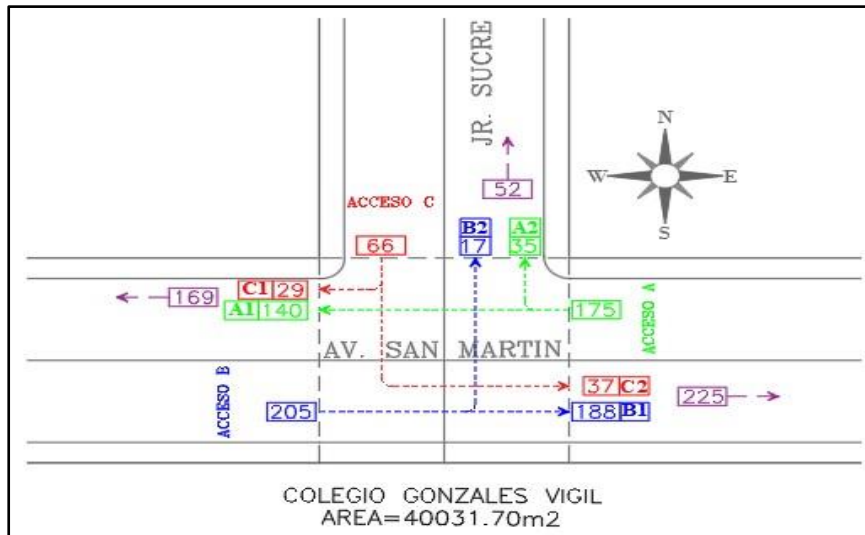 JR. SUCRE
N
W E
S
52
ACCESO C
B2 A2
66 17 35
C1 29
169
A1 140
175
ACCESO A
AV. SAN MARTIN
ACCESO B
37 C2
225
205
188 B1
COLEGIO GONZALES VIGIL
AREA=40031.70m2